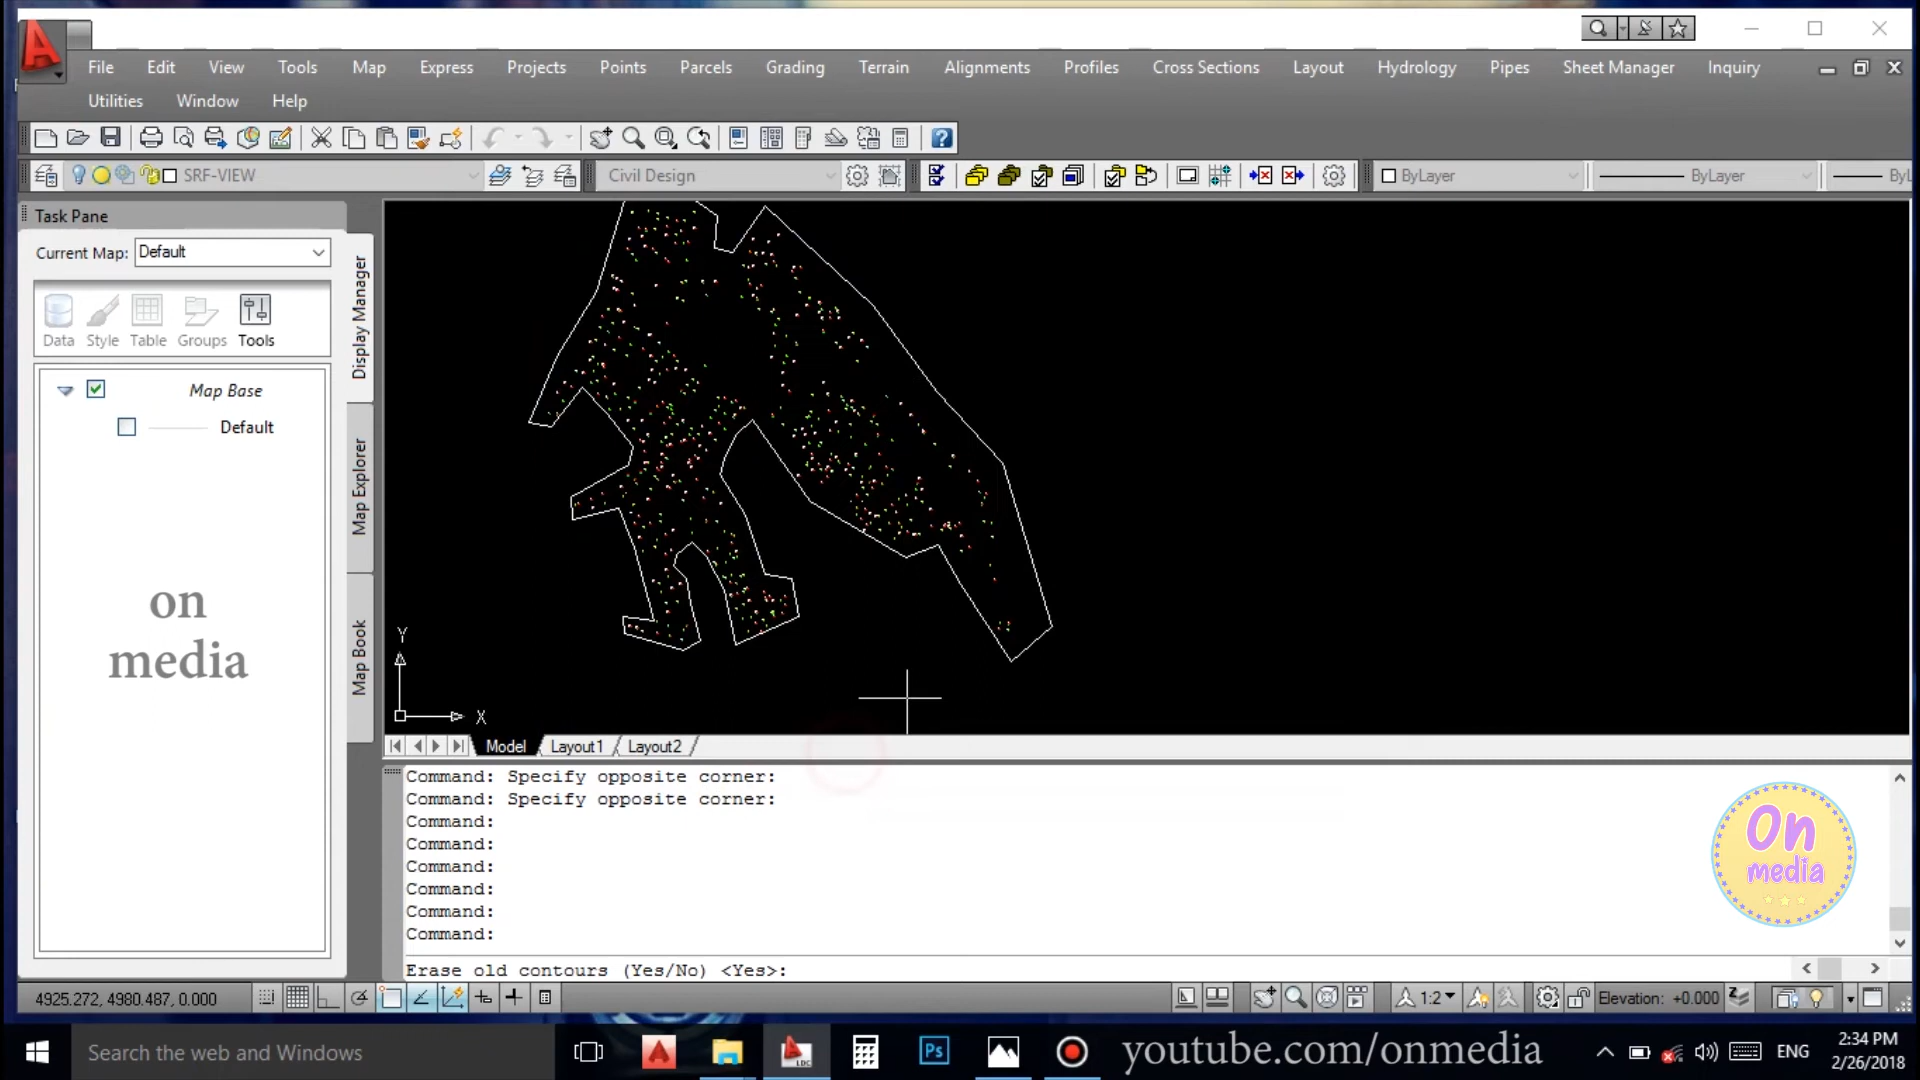 File Edit View Tools Map Express Projects Points Parcels Grading Terrain Alignments Profiles Cross Sections Layout Hydrology Pipes Sheet Manager Inquiry
Utilities Window Help
SRF-VIEW Civil Design ByLayer ByLayer ByL
Task Pane
Current Map: Default
Data Style Table Groups Tools
Map Base
Default
Display Manager
Map Explorer
Map Book
on
media
Y
X
Model Layout1 Layout2
Command: Specify opposite corner:
Command: Specify opposite corner:
Command:
Command:
Command:
Command:
Command:
Command:
Erase old contours (Yes/No) <Yes>:
On
media
4925.272, 4980.487, 0.000 1:2 Elevation: +0.000
Search the web and Windows
LDC
Ps
youtube.com/onmedia
ENG
2:34 PM
2/26/2018